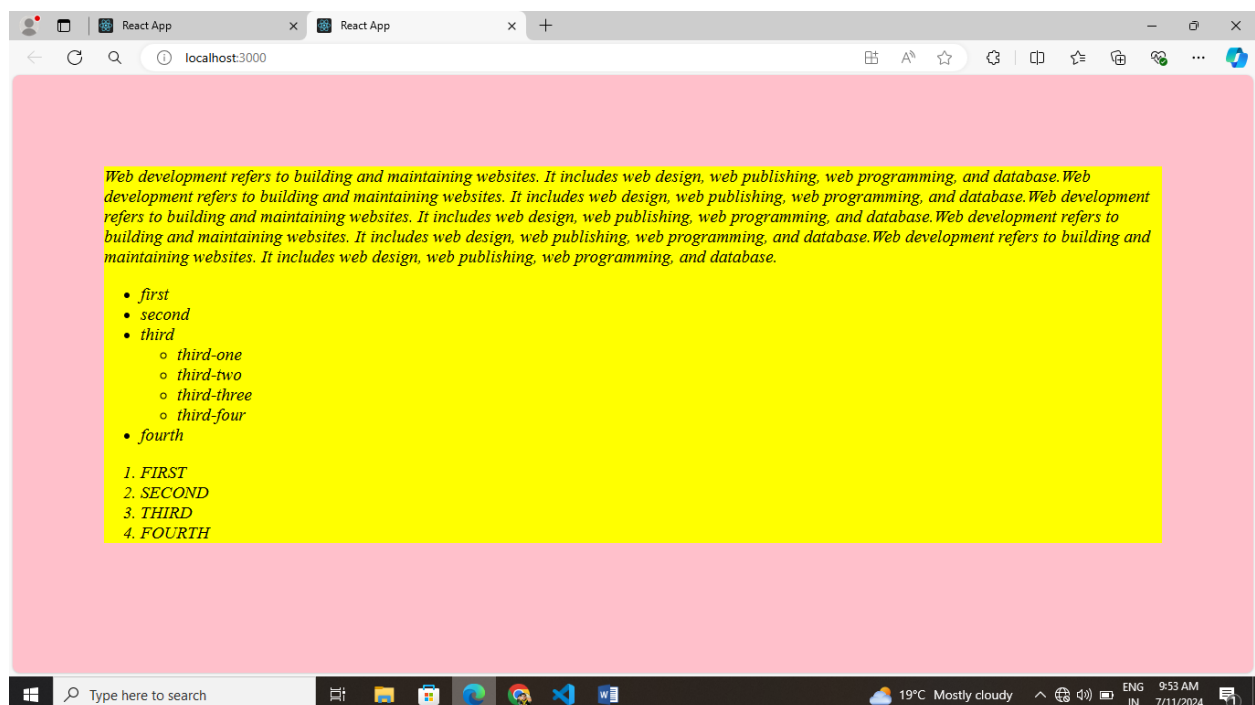 React App
React App
localhost:3000
Web development refers to building and maintaining websites. It includes web design, web publishing, web programming, and database.Web
development refers to building and maintaining websites. It includes web design, web publishing, web programming, and database.Web development
refers to building and maintaining websites. It includes web design, web publishing, web programming, and database.Web development refers to
building and maintaining websites. It includes web design, web publishing, web programming, and database.Web development refers to building and
maintaining websites. It includes web design, web publishing, web programming, and database.
• first
• second
• third
◦ third-one
◦ third-two
◦ third-three
◦ third-four
• fourth
1. FIRST
2. SECOND
3. THIRD
4. FOURTH
Type here to search
19°C Mostly cloudy
ENG
IN
9:53 AM
7/11/2024
1